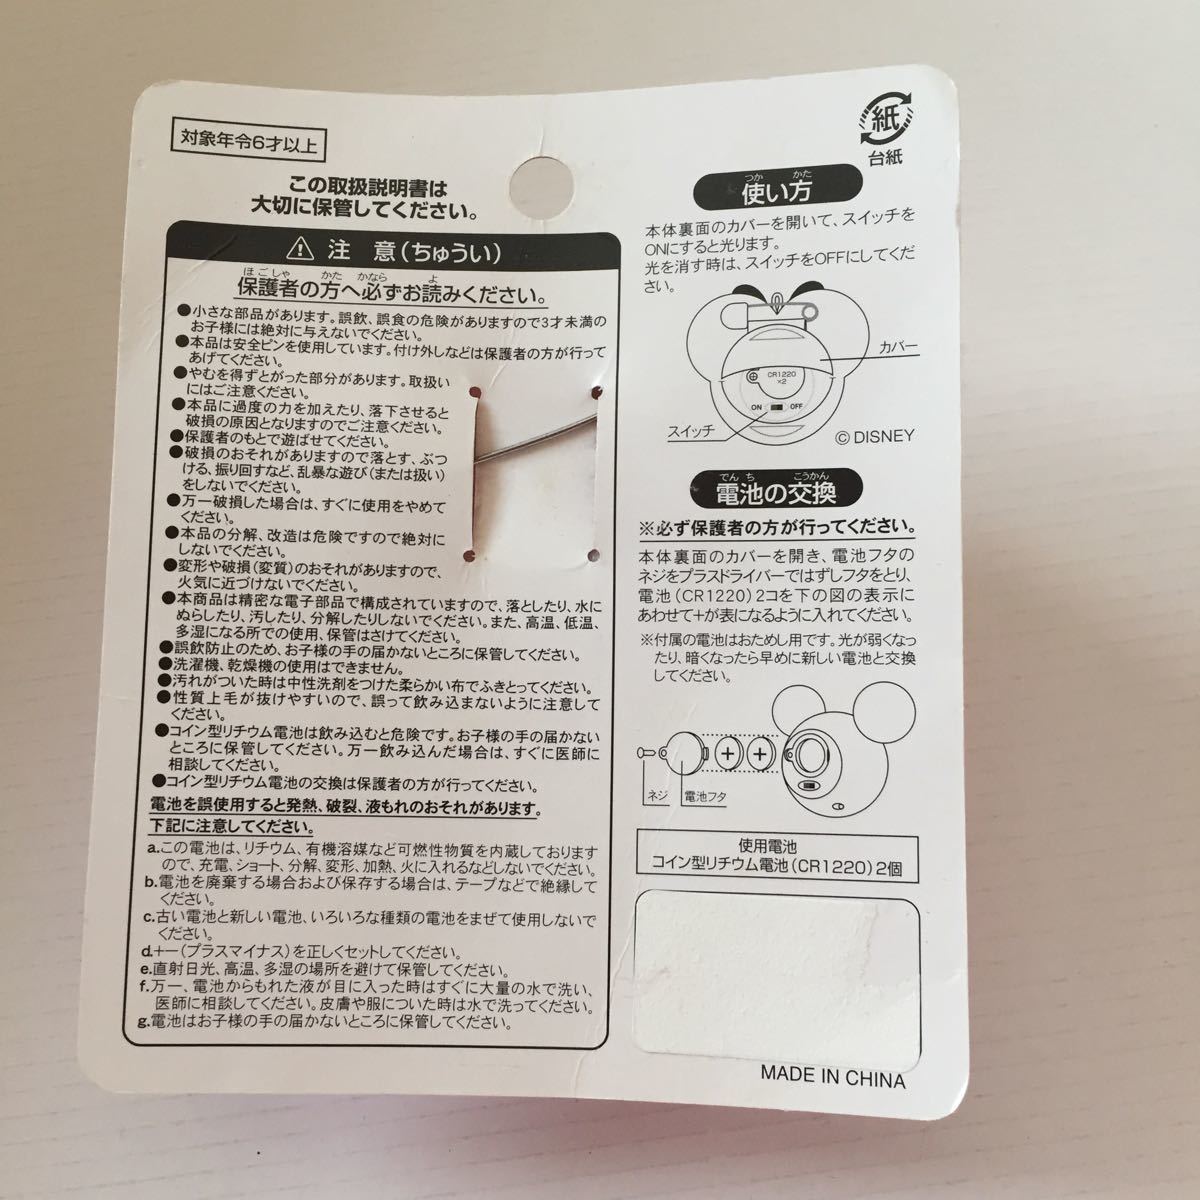 対象年令6才以上
この取扱説明書は
大切に保管してください。
注 意(ちゅうい)
ほごしゃ かた かなら よ
保護者の方へ必ずお読みください。
●小さな部品があります。誤飲、誤食の危険がありますので3才未満の
お子様には絶対に与えないでください。
●本品は安全ピンを使用しています。付け外しなどは保護者の方が行って
あげてください。
●やむを得ずとがった部分があります。取扱い
にはご注意ください。
●本品に過度の力を加えたり、落下させると
破損の原因となりますのでご注意ください。
●保護者のもとで遊ばせてください。
●破損のおそれがありますので落とす、ぶつ
ける、振り回すなど、乱暴な遊び(または扱い)
をしないでください。
●万一破損した場合は、すぐに使用をやめて
ください。
●本品の分解、改造は危険ですので絶対に
しないでください。
●変形や破損(変質)のおそれがありますので、
火気に近づけないでください。
●本商品は精密な電子部品で構成されていますので、落としたり、水に
ぬらしたり、汚したり、分解したりしないでください。また、高温、低温、
多湿になる所での使用、保管はさけてください。
●誤飲防止のため、お子様の手の届かないところに保管してください。
●洗濯機、乾燥機の使用はできません。
●汚れがついた時は中性洗剤をつけた柔らかい布でふきとってください。
●性質上毛が抜けやすいので、誤って飲み込まないように注意して
ください。
●コイン型リチウム電池は飲み込むと危険です。お子様の手の届かない
ところに保管してください。万一飲み込んだ場合は、すぐに医師に
相談してください。
●コイン型リチウム電池の交換は保護者の方が行ってください。
電池を誤使用すると発熱、破裂、液もれのおそれがあります。
下記に注意してください。
a.この電池は、リチウム、有機溶媒など可燃性物質を内蔵しております
ので、充電、ショート、分解、変形、加熱、火に入れるなどしないでください。
b.電池を廃棄する場合および保存する場合は、テープなどで絶縁して
ください。
c.古い電池と新しい電池、いろいろな種類の電池をまぜて使用しないで
ください。
d.+ー(プラスマイナス)を正しくセットしてください。
e.直射日光、高温、多湿の場所を避けて保管してください。
f.万一、電池からもれた液が目に入った時はすぐに大量の水で洗い、
医師に相談してください。皮膚や服についた時は水で洗ってください。
g.電池はお子様の手の届かないところに保管してください。
紙
台紙
つか かた
使い方
本体裏面のカバーを開いて、スイッチを
ONにすると光ります。
光を消す時は、スイッチをOFFにしてくだ
さい。
カバー
CR1220
×2
ON OFF
スイッチ
©DISNEY
でんち こうかん
電池の交換
※必ず保護者の方が行ってください。
本体裏面のカバーを開き、電池フタの
ネジをプラスドライバーではずしフタをとり、
電池(CR1220)2コを下の図の表示に
あわせて+が表になるように入れてください。
※付属の電池はおためし用です。光が弱くなっ
たり、暗くなったら早めに新しい電池と交換
してください。
ネジ 電池フタ
使用電池
コイン型リチウム電池(CR1220)2個
MADE IN CHINA